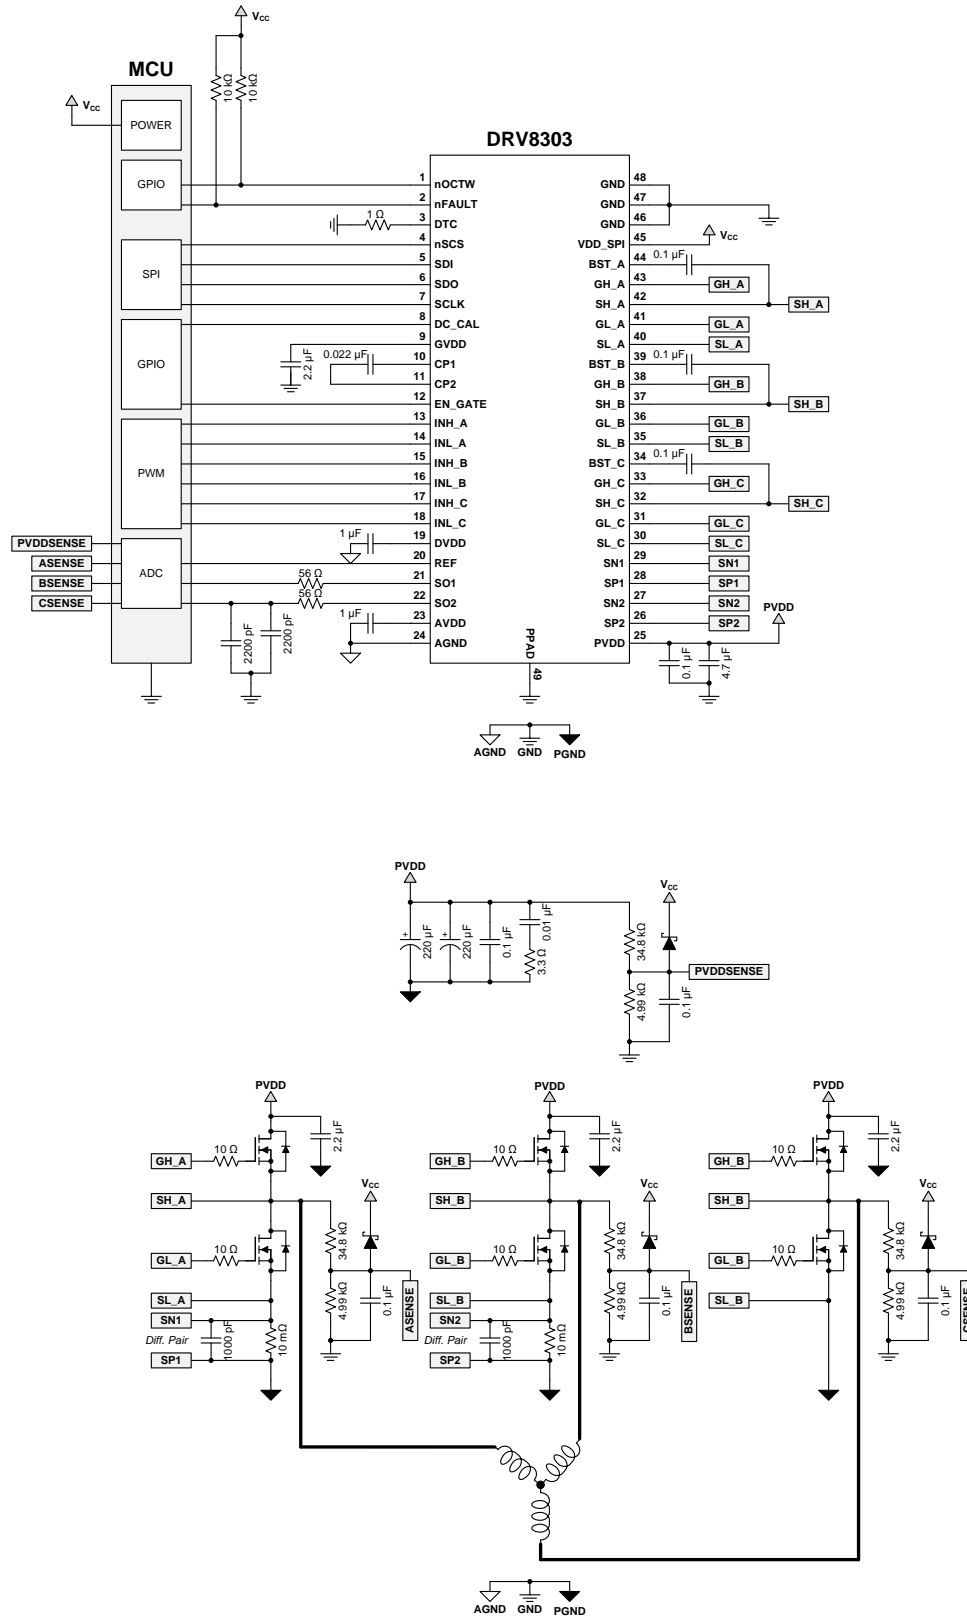 VCC
10 kΩ
10 kΩ
MCU
VCC
POWER
DRV8303
GPIO
1 nOCTW
2 nFAULT
1 Ω
3 DTC
SPI
4 nSCS
5 SDI
6 SDO
7 SCLK
GPIO
8 DC_CAL
2.2 µF
9 GVDD
0.022 µF
10 CP1
11 CP2
12 EN_GATE
PWM
13 INH_A
14 INL_A
15 INH_B
16 INL_B
17 INH_C
18 INL_C
PVDDSENSE
1 µF
19 DVDD
ASENSE
ADC
20 REF
BSENSE
56 Ω
21 SO1
CSENSE
56 Ω
22 SO2
2200 pF
2200 pF
1 µF
23 AVDD
24 AGND
GND 48
GND 47
GND 46
VDD_SPI 45
VCC
BST_A 44
0.1 µF
GH_A 43 GH_A
SH_A 42 SH_A
GL_A 41 GL_A
SL_A 40 SL_A
BST_B 39
0.1 µF
GH_B 38 GH_B
SH_B 37 SH_B
GL_B 36 GL_B
SL_B 35 SL_B
BST_C 34
0.1 µF
GH_C 33 GH_C
SH_C 32 SH_C
GL_C 31 GL_C
SL_C 30 SL_C
SN1 29 SN1
SP1 28 SP1
SN2 27 SN2
SP2 26 SP2
PVDD 25
PVDD
0.1 µF
4.7 µF
PPAD
49
AGND GND PGND
PVDD
220 µF
220 µF
0.1 µF
0.01 µF
3.3 Ω
34.8 kΩ
4.99 kΩ
VCC
PVDDSENSE
0.1 µF
PVDD
2.2 µF
GH_A
10 Ω
SH_A
VCC
34.8 kΩ
GL_A
10 Ω
4.99 kΩ
0.1 µF
ASENSE
SL_A
SN1
Diff. Pair
1000 pF
10 mΩ
SP1
PVDD
2.2 µF
GH_B
10 Ω
SH_B
VCC
34.8 kΩ
GL_B
10 Ω
4.99 kΩ
0.1 µF
BSENSE
SL_B
SN2
Diff. Pair
1000 pF
10 mΩ
SP2
PVDD
2.2 µF
GH_B
10 Ω
SH_B
VCC
34.8 kΩ
GL_B
10 Ω
4.99 kΩ
0.1 µF
CSENSE
SL_B
AGND GND PGND